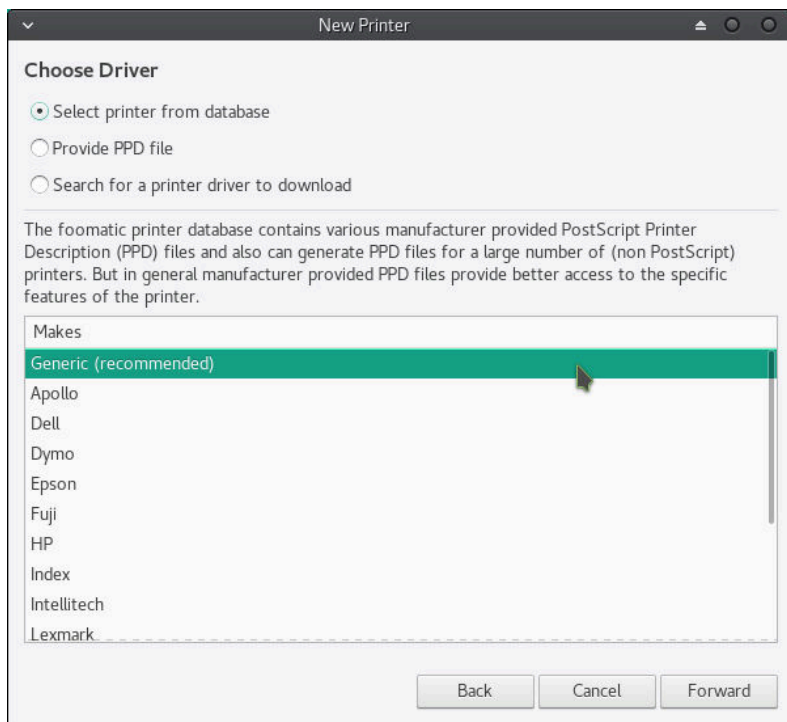 New Printer
Choose Driver
Select printer from database
Provide PPD file
Search for a printer driver to download
The foomatic printer database contains various manufacturer provided PostScript Printer
Description (PPD) files and also can generate PPD files for a large number of (non PostScript)
printers. But in general manufacturer provided PPD files provide better access to the specific
features of the printer.
Makes
Generic (recommended)
Apollo
Dell
Dymo
Epson
Fuji
HP
Index
Intellitech
Lexmark
Back Cancel Forward